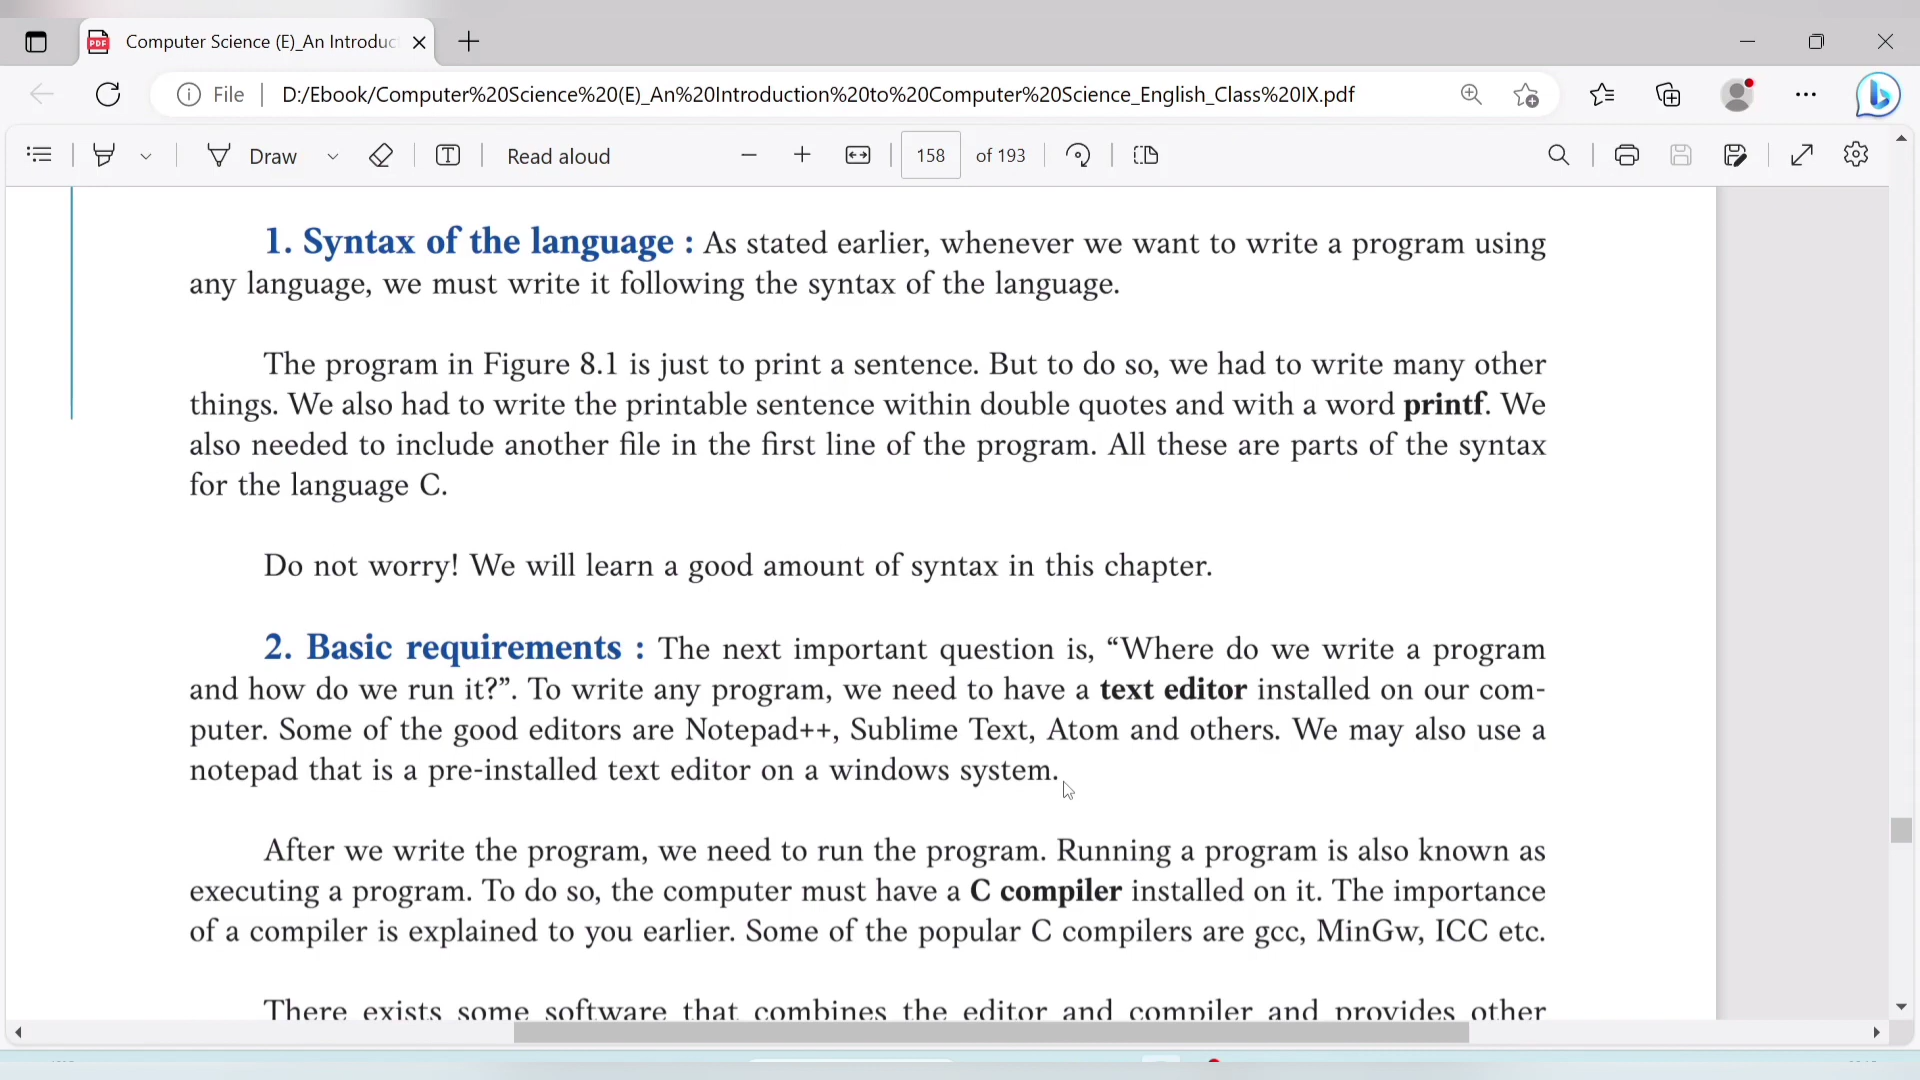 Computer Science (E)_An Introduc
File
D:/Ebook/Computer%20Science%20(E)_An%20Introduction%20to%20Computer%20Science_English_Class%20IX.pdf
Draw
Read aloud
158
of 193
1. Syntax of the language : As stated earlier, whenever we want to write a program using
any language, we must write it following the syntax of the language.
The program in Figure 8.1 is just to print a sentence. But to do so, we had to write many other
things. We also had to write the printable sentence within double quotes and with a word printf. We
also needed to include another file in the first line of the program. All these are parts of the syntax
for the language C.
Do not worry! We will learn a good amount of syntax in this chapter.
2. Basic requirements : The next important question is, “Where do we write a program
and how do we run it?”. To write any program, we need to have a text editor installed on our com-
puter. Some of the good editors are Notepad++, Sublime Text, Atom and others. We may also use a
notepad that is a pre-installed text editor on a windows system.
After we write the program, we need to run the program. Running a program is also known as
executing a program. To do so, the computer must have a C compiler installed on it. The importance
of a compiler is explained to you earlier. Some of the popular C compilers are gcc, MinGw, ICC etc.
There exists some software that combines the editor and compiler and provides other